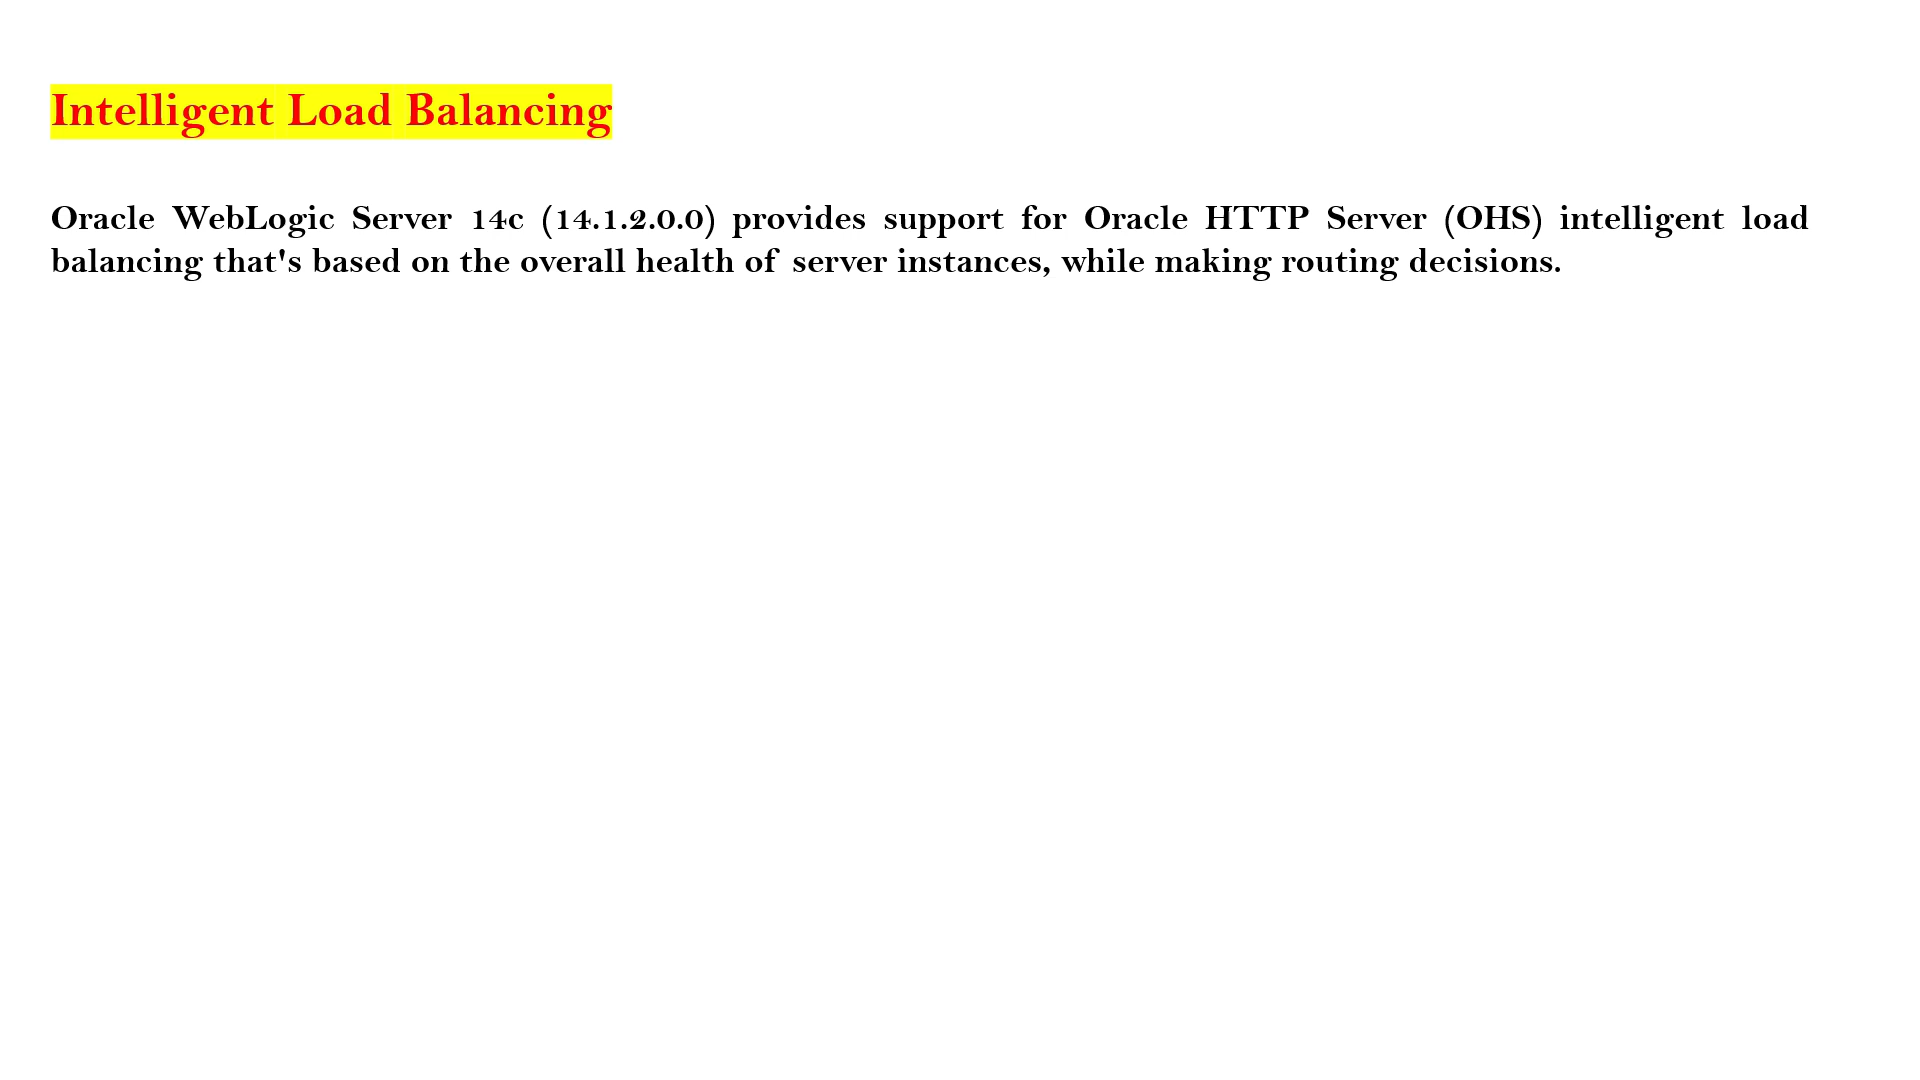 Intelligent Load Balancing
Oracle WebLogic Server 14c (14.1.2.0.0) provides support for Oracle HTTP Server (OHS) intelligent load
balancing that's based on the overall health of server instances, while making routing decisions.